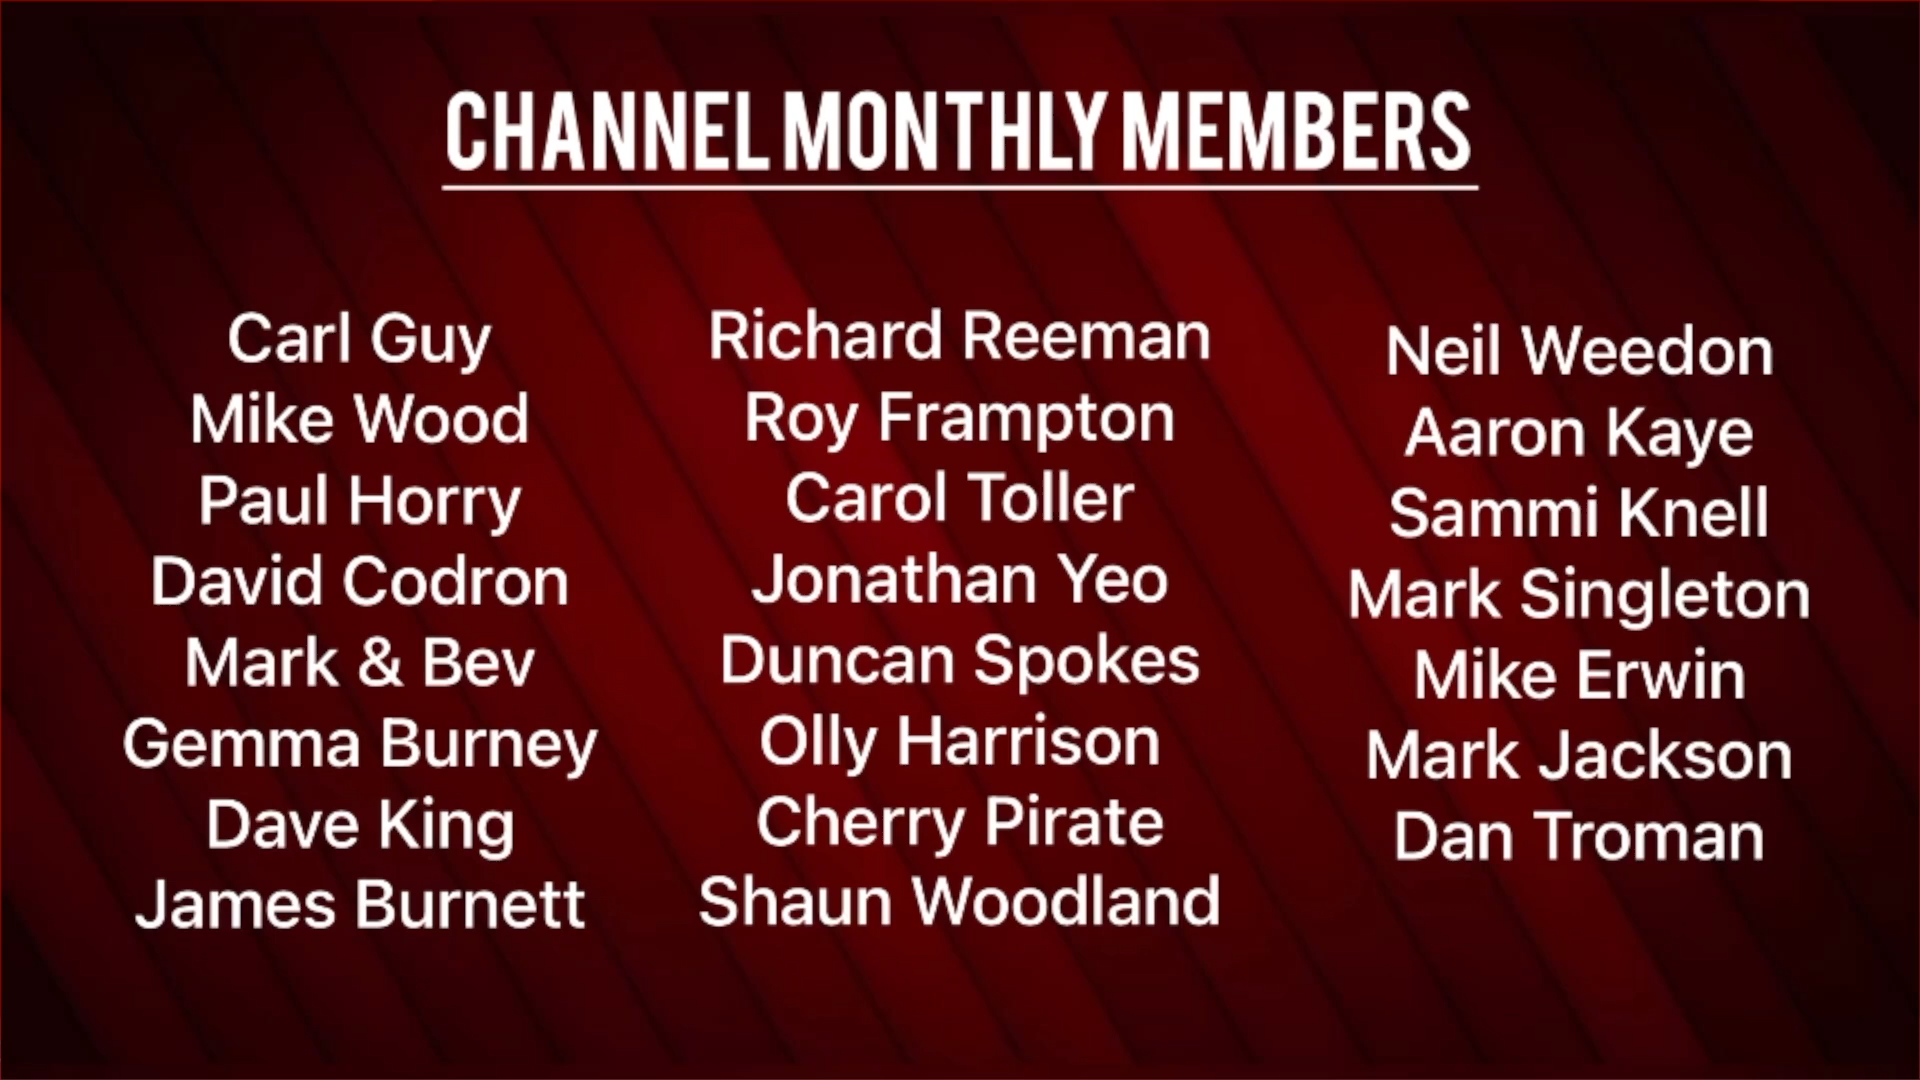 CHANNEL MONTHLY MEMBERS
Carl Guy
Mike Wood
Paul Horry
David Codron
Mark & Bev
Gemma Burney
Dave King
James Burnett
Richard Reeman
Roy Frampton
Carol Toller
Jonathan Yeo
Duncan Spokes
Olly Harrison
Cherry Pirate
Shaun Woodland
Neil Weedon
Aaron Kaye
Sammi Knell
Mark Singleton
Mike Erwin
Mark Jackson
Dan Troman